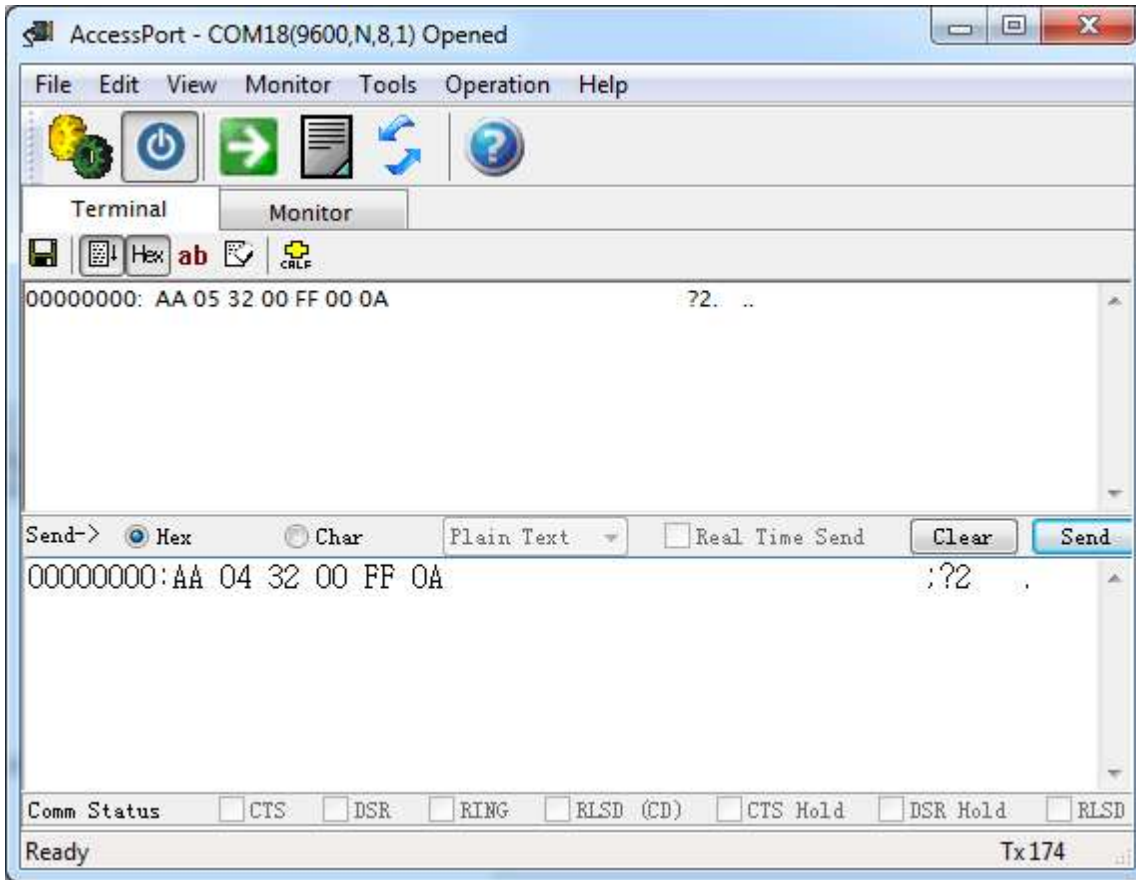 AccessPort - COM18(9600,N,8,1) Opened
File Edit View Monitor Tools Operation Help
Terminal Monitor
Hex ab CRLF
00000000: AA 05 32 00 FF 00 0A ?2. ..
Send-> Hex Char Plain Text Real Time Send Clear Send
00000000:AA 04 32 00 FF 0A ;?2 .
Comm Status CTS DSR RING RLSD (CD) CTS Hold DSR Hold RLSD
Ready Tx174